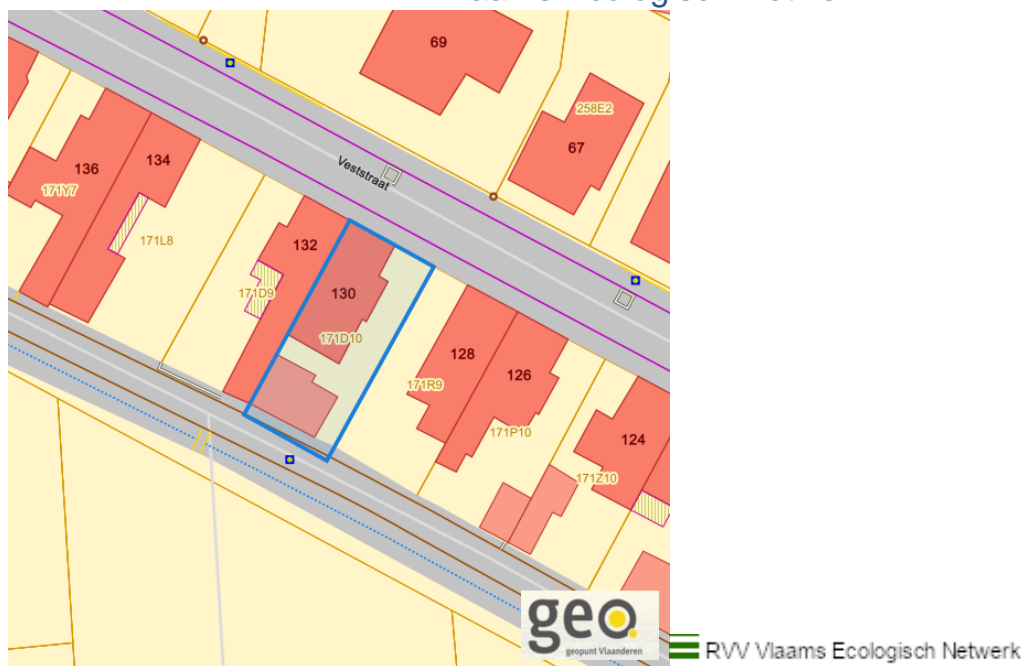 69
258E2
67
Veststraat
136
134
171Y7
171L8
132
171D9
130
171D10
128
126
171R9
171P10
124
171Z10
geo
geopunt Vlaanderen
RVV Vlaams Ecologisch Netwerk